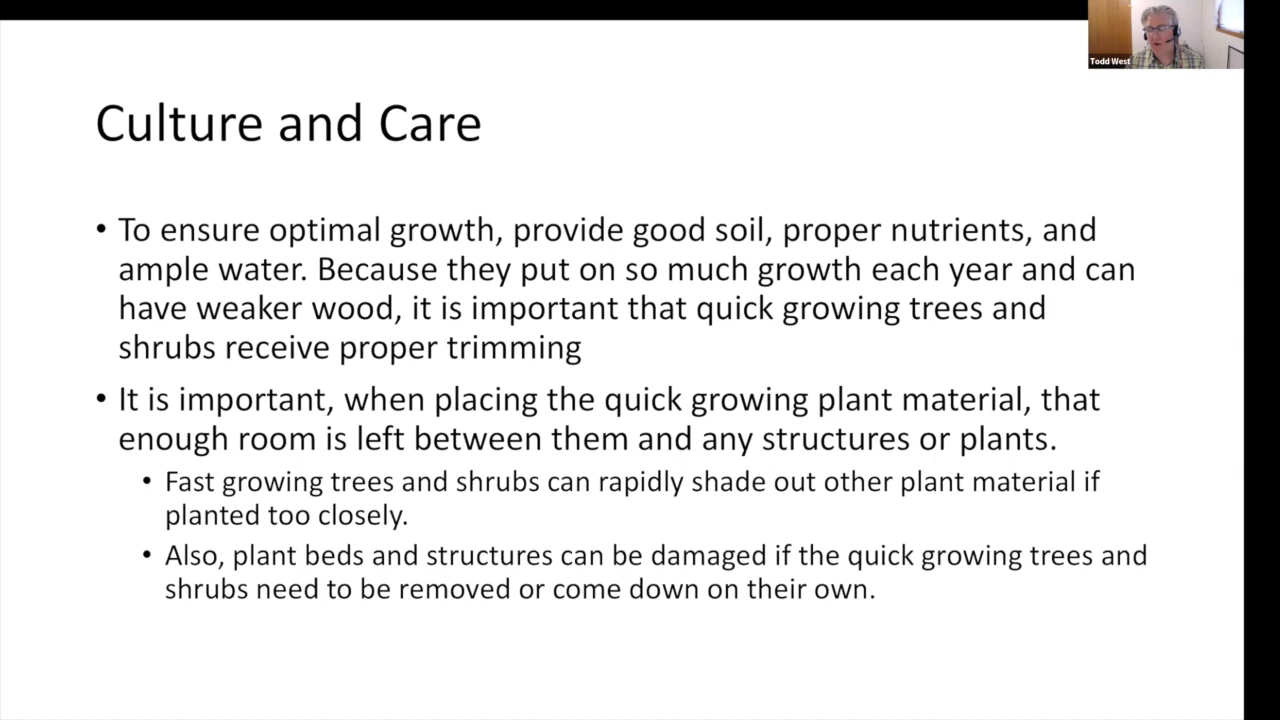 Todd West
Culture and Care
• To ensure optimal growth, provide good soil, proper nutrients, and
ample water. Because they put on so much growth each year and can
have weaker wood, it is important that quick growing trees and
shrubs receive proper trimming
• It is important, when placing the quick growing plant material, that
enough room is left between them and any structures or plants.
• Fast growing trees and shrubs can rapidly shade out other plant material if
planted too closely.
• Also, plant beds and structures can be damaged if the quick growing trees and
shrubs need to be removed or come down on their own.